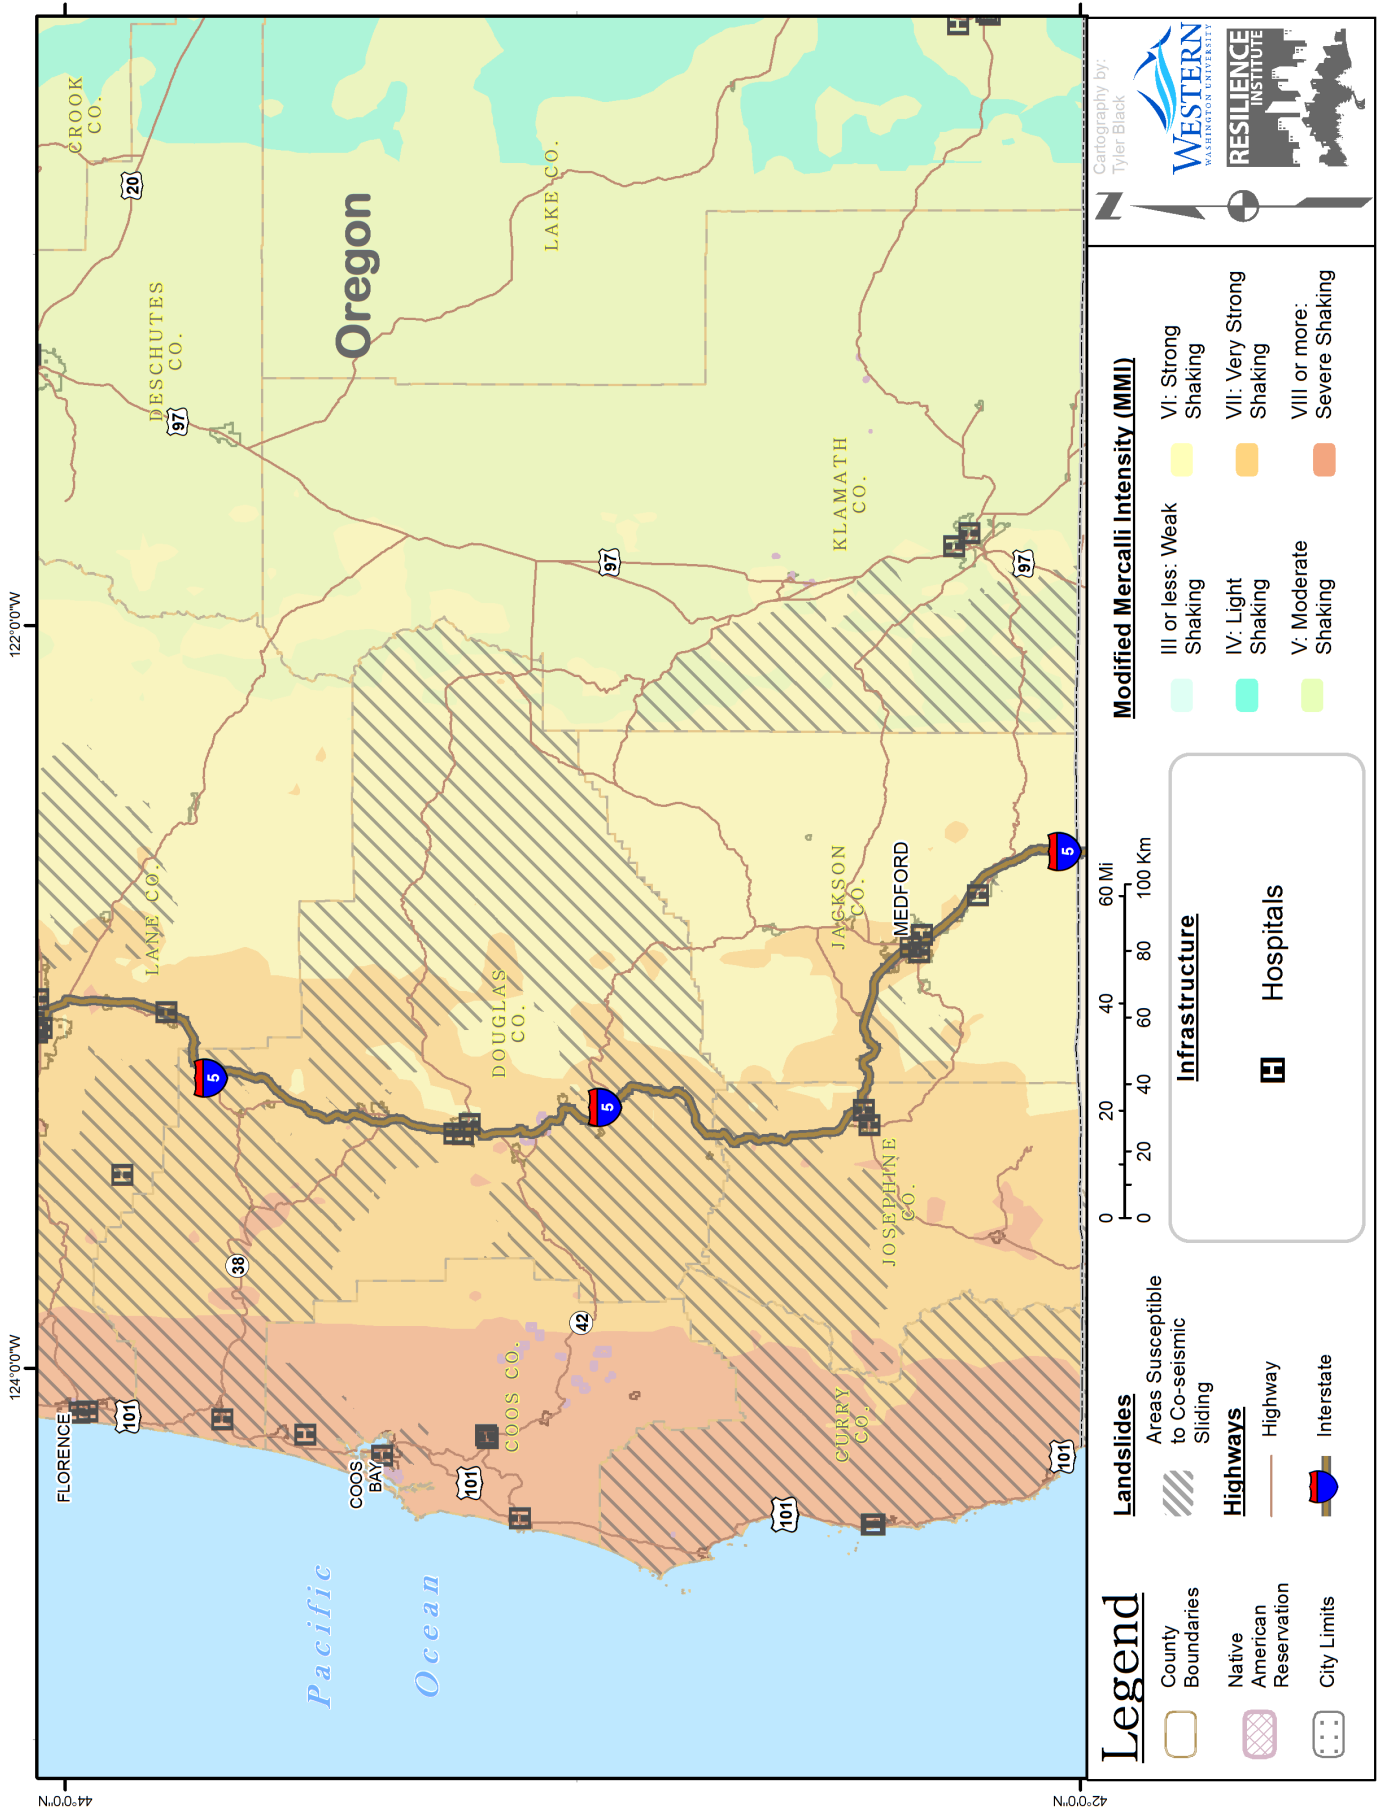 122°0'0"W
124°0'0"W
44°0'0"N
42°0'0"N
CROOK
CO.
20
DESCHUTES
CO.
97
Oregon
LAKE CO.
KLAMATH
CO.
97
97
LANE CO.
5
DOUGLAS
CO.
5
JACKSON
CO.
MEDFORD
5
JOSEPHINE
CO.
38
42
COOS CO.
CURRY
CO.
FLORENCE
101
COOS
BAY
101
101
101
Pacific
Ocean
H
H
H
H
H
H
H
H
H
H
H
H
H
Legend
County
Boundaries
Native
American
Reservation
City Limits
Landslides
Areas Susceptible
to Co-seismic
Sliding
Highways
Highway
Interstate
0 20 40 60 Mi
0 20 40 60 80 100 Km
Infrastructure
H Hospitals
Modified Mercalli Intensity (MMI)
III or less: Weak
Shaking
IV: Light
Shaking
V: Moderate
Shaking
VI: Strong
Shaking
VII: Very Strong
Shaking
VIII or more:
Severe Shaking
N
Cartography by:
Tyler Black
WESTERN
WASHINGTON UNIVERSITY
RESILIENCE
INSTITUTE